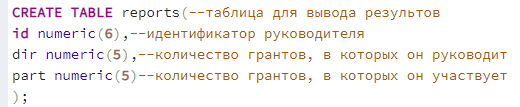 CREATE TABLE reports(--таблица для вывода результов
id numeric(6),--идентификатор руководителя
dir numeric(5),--количество грантов, в которых он руководит
part numeric(5)--количество грантов, в которых он участвует
);